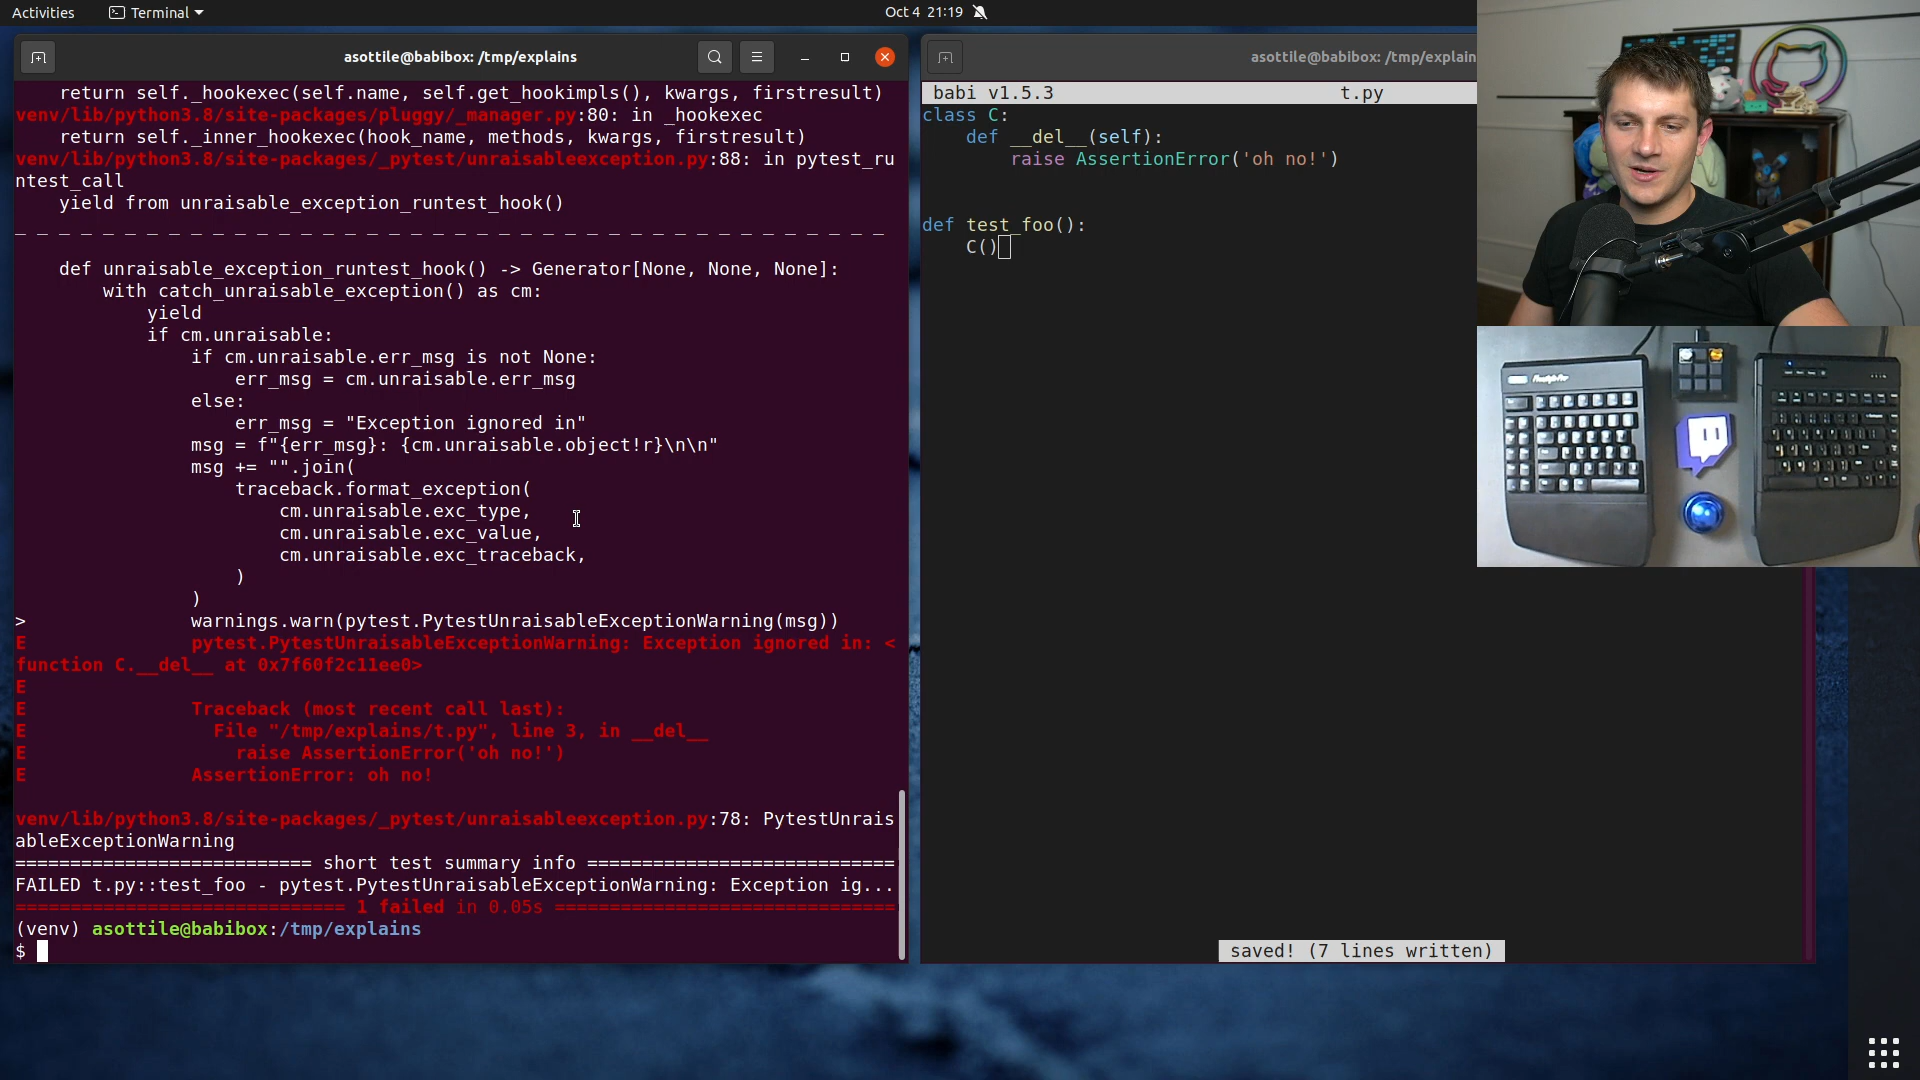 Activities
Terminal
Oct 4 21:19
asottile@babibox: /tmp/explains
return self._hookexec(self.name, self.get_hookimpls(), kwargs, firstresult)
venv/lib/python3.8/site-packages/pluggy/_manager.py:80: in _hookexec
return self._inner_hookexec(hook_name, methods, kwargs, firstresult)
venv/lib/python3.8/site-packages/_pytest/unraisableexception.py:88: in pytest_ru
ntest_call
yield from unraisable_exception_runtest_hook()
_ _ _ _ _ _ _ _ _ _ _ _ _ _ _ _ _ _ _ _ _ _ _ _ _ _ _ _ _ _ _ _ _ _ _ _ _ _ _ _
def unraisable_exception_runtest_hook() -> Generator[None, None, None]:
with catch_unraisable_exception() as cm:
yield
if cm.unraisable:
if cm.unraisable.err_msg is not None:
err_msg = cm.unraisable.err_msg
else:
err_msg = "Exception ignored in"
msg = f"{err_msg}: {cm.unraisable.object!r}\n\n"
msg += "".join(
traceback.format_exception(
cm.unraisable.exc_type,
cm.unraisable.exc_value,
cm.unraisable.exc_traceback,
)
)
> warnings.warn(pytest.PytestUnraisableExceptionWarning(msg))
E pytest.PytestUnraisableExceptionWarning: Exception ignored in: <
function C.__del__ at 0x7f60f2c11ee0>
E
E Traceback (most recent call last):
E File "/tmp/explains/t.py", line 3, in __del__
E raise AssertionError('oh no!')
E AssertionError: oh no!
venv/lib/python3.8/site-packages/_pytest/unraisableexception.py:78: PytestUnrais
ableExceptionWarning
=========================== short test summary info ============================
FAILED t.py::test_foo - pytest.PytestUnraisableExceptionWarning: Exception ig...
============================== 1 failed in 0.05s ===============================
(venv) asottile@babibox:/tmp/explains
$
asottile@babibox: /tmp/explain
babi v1.5.3 t.py
class C:
def __del__(self):
raise AssertionError('oh no!')
def test_foo():
C()
saved! (7 lines written)